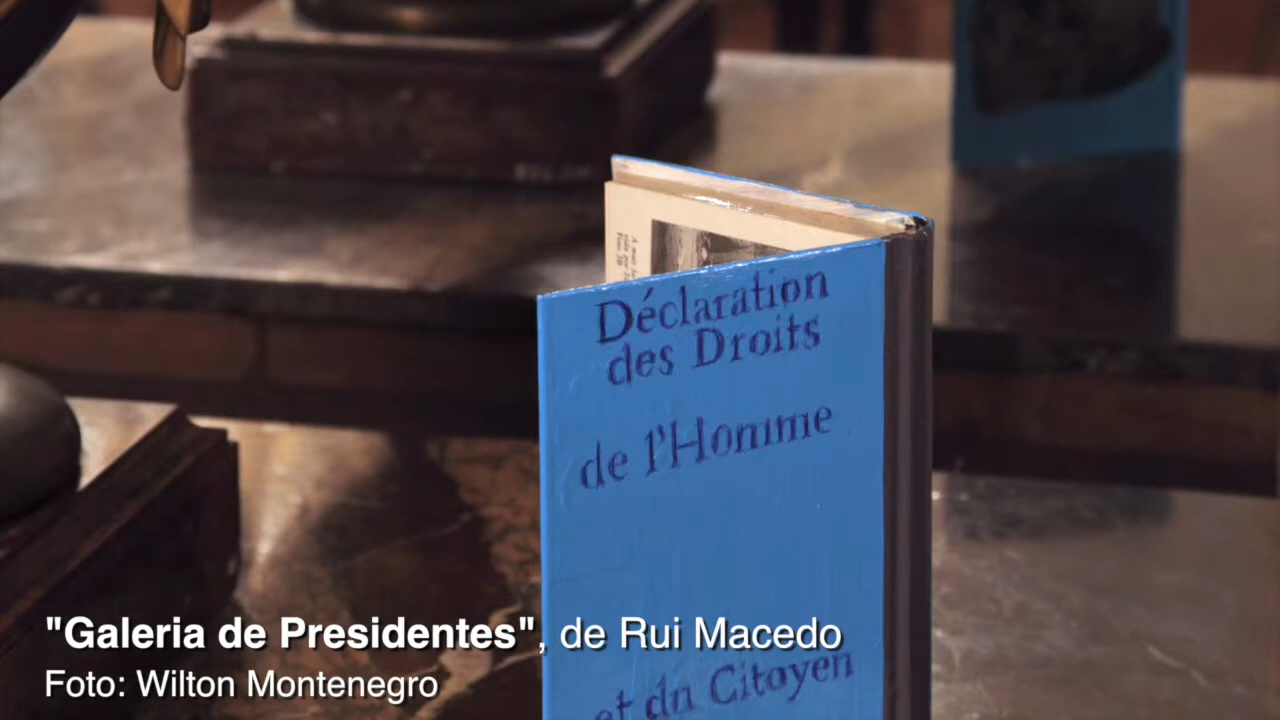 Déclaration
des Droits
de l'Homme
et du Citoyen
"Galeria de Presidentes", de Rui Macedo
Foto: Wilton Montenegro